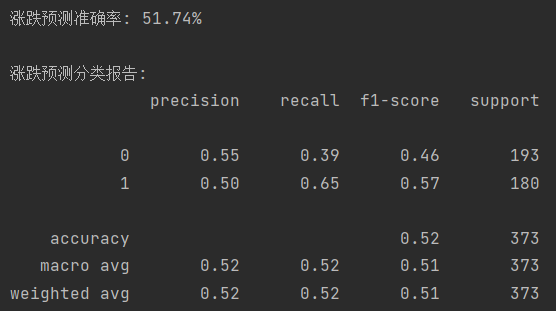 涨跌预测准确率: 51.74%
涨跌预测分类报告:
precision recall f1-score support
0 0.55 0.39 0.46 193
1 0.50 0.65 0.57 180
accuracy 0.52 373
macro avg 0.52 0.52 0.51 373
weighted avg 0.52 0.52 0.51 373